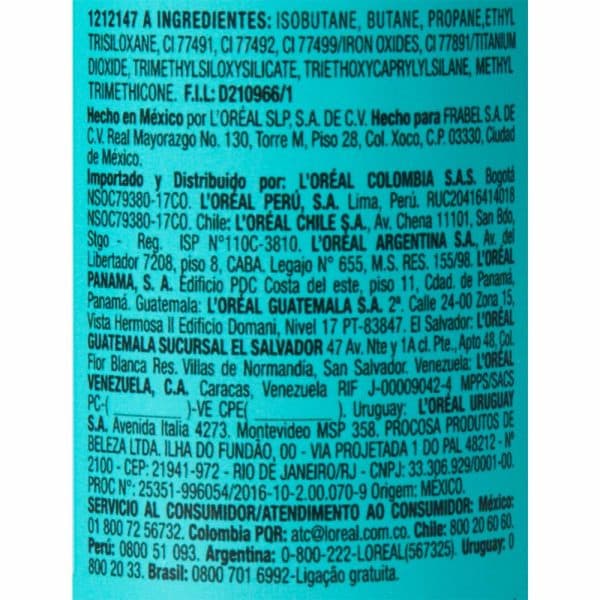 1212147 A INGREDIENTES: ISOBUTANE, BUTANE, PROPANE, ETHYL
TRISILOXANE, CI 77491, CI 77492, CI 77499/IRON OXIDES, CI 77891/TITANIUM
DIOXIDE, TRIMETHYLSILOXYSILICATE, TRIETHOXYCAPRYLYLSILANE, METHYL
TRIMETHICONE. F.I.L: D210966/1
Hecho en México por L'ORÉAL SLP, S.A. DE C.V. Hecho para FRABEL S.A. DE
C.V. Real Mayorazgo No. 130, Torre M, Piso 28, Col. Xoco, C.P. 03330, Ciudad
de México.
Importado y Distribuido por: L'ORÉAL COLOMBIA S.A.S. Bogotá
NSOC79380-17CO. L'ORÉAL PERÚ, S.A. Lima, Perú. RUC20416414018
NSOC79380-17CO. Chile: L'ORÉAL CHILE S.A., Av. Chena 11101, San Bdo,
Stgo - Reg. ISP N°110C-3810. L'ORÉAL ARGENTINA S.A., Av. del
Libertador 7208, piso 8, CABA. Legajo N° 655, M.S. RES. 155/98. L'ORÉAL
PANAMA, S. A. Edificio PDC Costa del este, piso 11, Cdad. de Panamá,
Panamá. Guatemala: L'ORÉAL GUATEMALA S.A. 2ª. Calle 24-00 Zona 15,
Vista Hermosa II Edificio Domani, Nivel 17 PT-83847. El Salvador: L'ORÉAL
GUATEMALA SUCURSAL EL SALVADOR 47 Av. Nte y 1A cl. Pte., Apto 48, Col.
Flor Blanca Res. Villas de Normandía, San Salvador. Venezuela: L'ORÉAL
VENEZUELA, C.A. Caracas, Venezuela RIF J-00009042-4 MPPS/SACS
PC-(________)-VE CPE(________). Uruguay: L'ORÉAL URUGUAY
S.A. Avenida Italia 4273. Montevideo MSP 358. PROCOSA PRODUTOS DE
BELEZA LTDA. ILHA DO FUNDÃO, 00 - VIA PROJETADA 1 DO PAL 48212 - N°
2100 - CEP: 21941-972 - RIO DE JANEIRO/RJ - CNPJ: 33.306.929/0001-00.
PROC N°: 25351-996054/2016-10-2.00.070-9 Origem: MÉXICO.
SERVICIO AL CONSUMIDOR/ATENDIMENTO AO CONSUMIDOR: México:
01 800 72 56732. Colombia PQR: atc@loreal.com.co. Chile: 800 20 60 60.
Perú: 0800 51 093. Argentina: 0-800-222-LOREAL(567325). Uruguay: 0
800 20 33. Brasil: 0800 701 6992-Ligação gratuita.